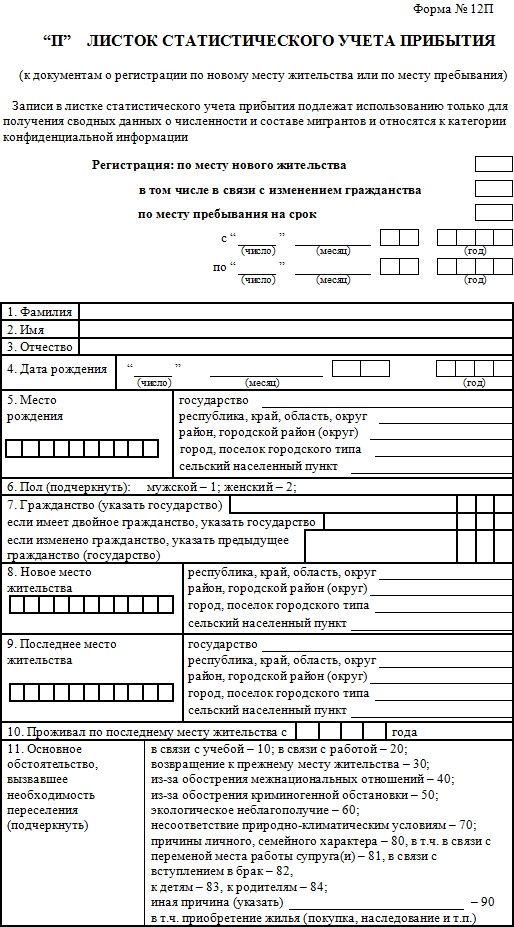 Форма № 12П
“П” ЛИСТОК СТАТИСТИЧЕСКОГО УЧЕТА ПРИБЫТИЯ
(к документам о регистрации по новому месту жительства или по месту пребывания)
Записи в листке статистического учета прибытия подлежат использованию только для
получения сводных данных о численности и составе мигрантов и относятся к категории
конфиденциальной информации
Регистрация: по месту нового жительства
в том числе в связи с изменением гражданства
по месту пребывания на срок
с “ ”
(число) (месяц) (год)
по “ ”
(число) (месяц) (год)
1. Фамилия
2. Имя
3. Отчество
4. Дата рождения “ ”
(число) (месяц) (год)
5. Место
рождения
государство
республика, край, область, округ
район, городской район (округ)
город, поселок городского типа
сельский населенный пункт
6. Пол (подчеркнуть): мужской – 1; женский – 2;
7. Гражданство (указать государство)
если имеет двойное гражданство, указать государство
если изменено гражданство, указать предыдущее
гражданство (государство)
8. Новое место
жительства
республика, край, область, округ
район, городской район (округ)
город, поселок городского типа
сельский населенный пункт
9. Последнее место
жительства
государство
республика, край, область, округ
район, городской район (округ)
город, поселок городского типа
сельский населенный пункт
10. Проживал по последнему месту жительства с года
11. Основное
обстоятельство,
вызвавшее
необходимость
переселения
(подчеркнуть)
в связи с учебой – 10; в связи с работой – 20;
возвращение к прежнему месту жительства – 30;
из-за обострения межнациональных отношений – 40;
из-за обострения криминогенной обстановки – 50;
экологическое неблагополучие – 60;
несоответствие природно-климатическим условиям – 70;
причины личного, семейного характера – 80, в т.ч. в связи с
переменой места работы супруга(и) – 81, в связи с
вступлением в брак – 82,
к детям – 83, к родителям – 84;
иная причина (указать) – 90
в т.ч. приобретение жилья (покупка, наследование и т.п.)